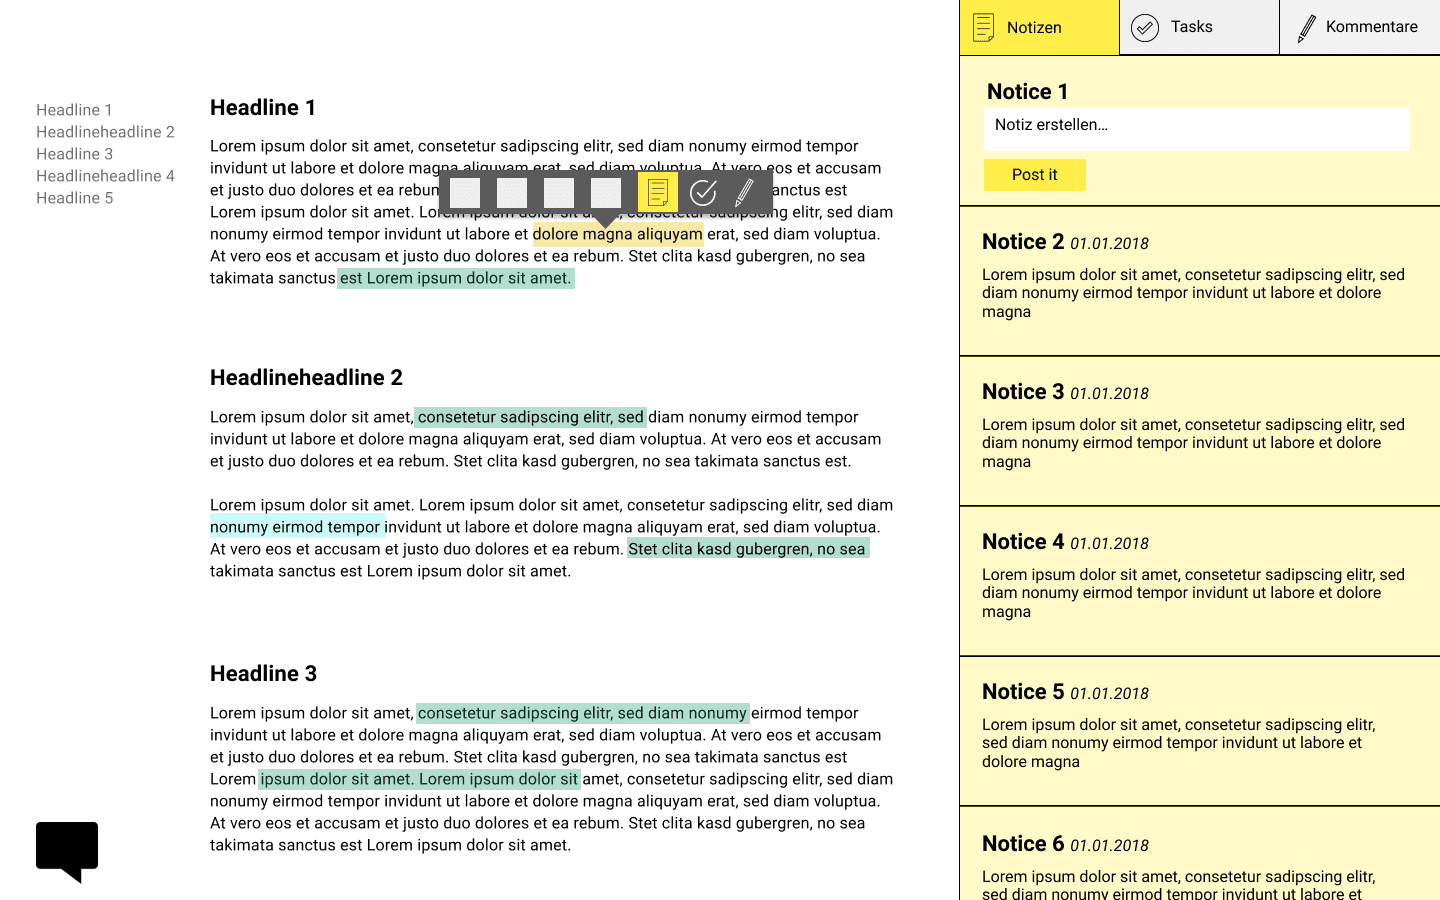 Notizen
Tasks
Kommentare
Headline 1
Headlineheadline 2
Headline 3
Headlineheadline 4
Headline 5
Headline 1
Lorem ipsum dolor sit amet, consetetur sadipscing elitr, sed diam nonumy eirmod tempor
invidunt ut labore et dolore magna aliquyam erat, sed diam voluptua. At vero eos et accusam
et justo duo dolores et ea rebum anctus est
Lorem ipsum dolor sit amet. Lorem ipsum dolor sit amet, consetetur sadipscing elitr, sed diam
nonumy eirmod tempor invidunt ut labore et dolore magna aliquyam erat, sed diam voluptua.
At vero eos et accusam et justo duo dolores et ea rebum. Stet clita kasd gubergren, no sea
takimata sanctus est Lorem ipsum dolor sit amet.
Headlineheadline 2
Lorem ipsum dolor sit amet, consetetur sadipscing elitr, sed diam nonumy eirmod tempor
invidunt ut labore et dolore magna aliquyam erat, sed diam voluptua. At vero eos et accusam
et justo duo dolores et ea rebum. Stet clita kasd gubergren, no sea takimata sanctus est.
Lorem ipsum dolor sit amet. Lorem ipsum dolor sit amet, consetetur sadipscing elitr, sed diam
nonumy eirmod tempor invidunt ut labore et dolore magna aliquyam erat, sed diam voluptua.
At vero eos et accusam et justo duo dolores et ea rebum. Stet clita kasd gubergren, no sea
takimata sanctus est Lorem ipsum dolor sit amet.
Headline 3
Lorem ipsum dolor sit amet, consetetur sadipscing elitr, sed diam nonumy eirmod tempor
invidunt ut labore et dolore magna aliquyam erat, sed diam voluptua. At vero eos et accusam
et justo duo dolores et ea rebum. Stet clita kasd gubergren, no sea takimata sanctus est
Lorem ipsum dolor sit amet. Lorem ipsum dolor sit amet, consetetur sadipscing elitr, sed diam
nonumy eirmod tempor invidunt ut labore et dolore magna aliquyam erat, sed diam voluptua.
At vero eos et accusam et justo duo dolores et ea rebum. Stet clita kasd gubergren, no sea
takimata sanctus est Lorem ipsum dolor sit amet.
Notice 1
Notiz erstellen...
Post it
Notice 2 01.01.2018
Lorem ipsum dolor sit amet, consetetur sadipscing elitr, sed
diam nonumy eirmod tempor invidunt ut labore et dolore
magna
Notice 3 01.01.2018
Lorem ipsum dolor sit amet, consetetur sadipscing elitr, sed
diam nonumy eirmod tempor invidunt ut labore et dolore
magna
Notice 4 01.01.2018
Lorem ipsum dolor sit amet, consetetur sadipscing elitr, sed
diam nonumy eirmod tempor invidunt ut labore et dolore
magna
Notice 5 01.01.2018
Lorem ipsum dolor sit amet, consetetur sadipscing elitr,
sed diam nonumy eirmod tempor invidunt ut labore et
dolore magna
Notice 6 01.01.2018
Lorem ipsum dolor sit amet, consetetur sadipscing elitr,
sed diam nonumy eirmod tempor invidunt ut labore et